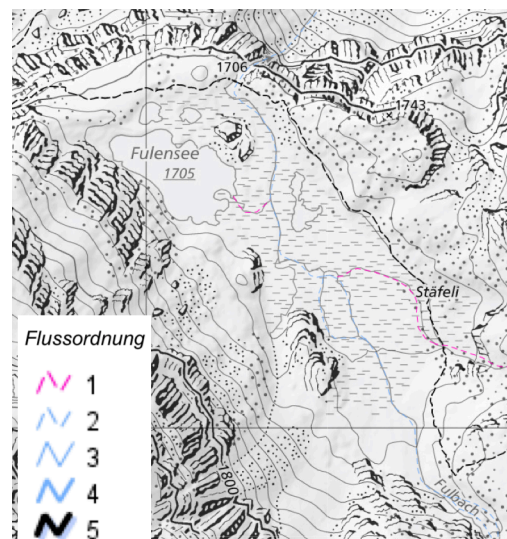 1706
1743
Fulensee
1705
Stäfeli
Flussordnung
1
2
3
4
5
1800
Fulbach